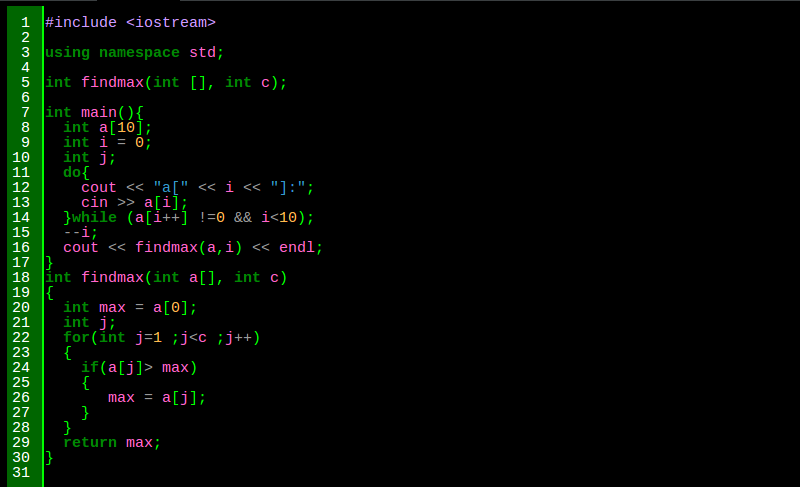 1 #include <iostream>
2
3 using namespace std;
4
5 int findmax(int [], int c);
6
7 int main(){
8   int a[10];
9   int i = 0;
10   int j;
11   do{
12     cout << "a[" << i << "]:";
13     cin >> a[i];
14   }while (a[i++] !=0 && i<10);
15   --i;
16   cout << findmax(a,i) << endl;
17 }
18 int findmax(int a[], int c)
19 {
20   int max = a[0];
21   int j;
22   for(int j=1 ;j<c ;j++)
23   {
24     if(a[j]> max)
25     {
26        max = a[j];
27     }
28   }
29   return max;
30 }
31